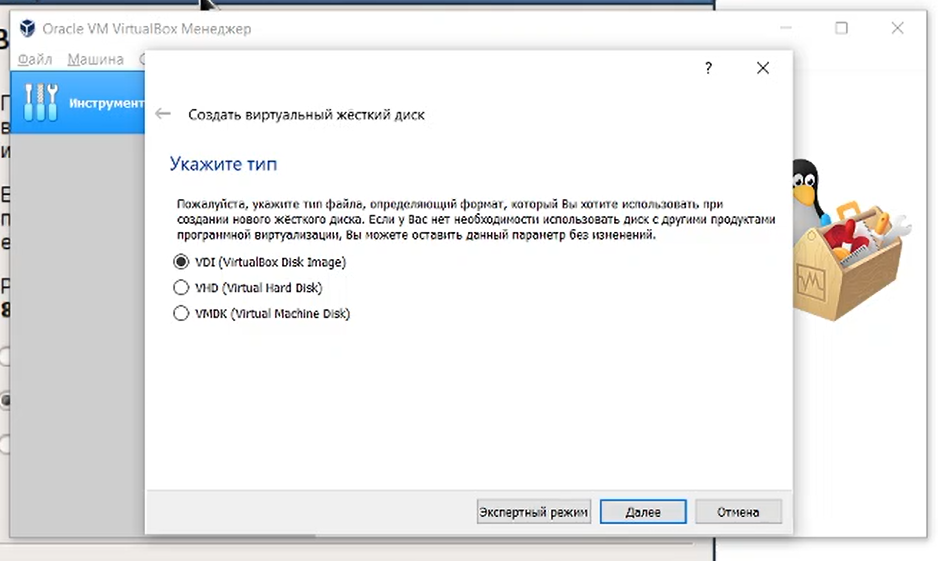 Oracle VM VirtualBox Менеджер
Файл Машина
Инструмент
?
Создать виртуальный жёсткий диск
Укажите тип
Пожалуйста, укажите тип файла, определяющий формат, который Вы хотите использовать при
создании нового жёсткого диска. Если у Вас нет необходимости использовать диск с другими продуктами
программной виртуализации, Вы можете оставить данный параметр без изменений.
VDI (VirtualBox Disk Image)
VHD (Virtual Hard Disk)
VMDK (Virtual Machine Disk)
Экспертный режим Далее Отмена